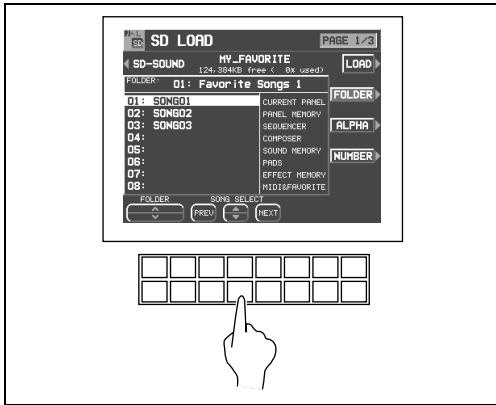 SD LOAD
PAGE 1/3
SD-SOUND
MY_FAVORITE
LOAD
124,384KB free ( 0% used)
FOLDER: 01: Favorite Songs 1
FOLDER
01: SONG01
CURRENT PANEL
02: SONG02
PANEL MEMORY
03: SONG03
SEQUENCER
ALPHA
04:
COMPOSER
05:
SOUND MEMORY
06:
PADS
NUMBER
07:
EFFECT MEMORY
08:
MIDI&FAVORITE
FOLDER
SONG SELECT
PREV
NEXT